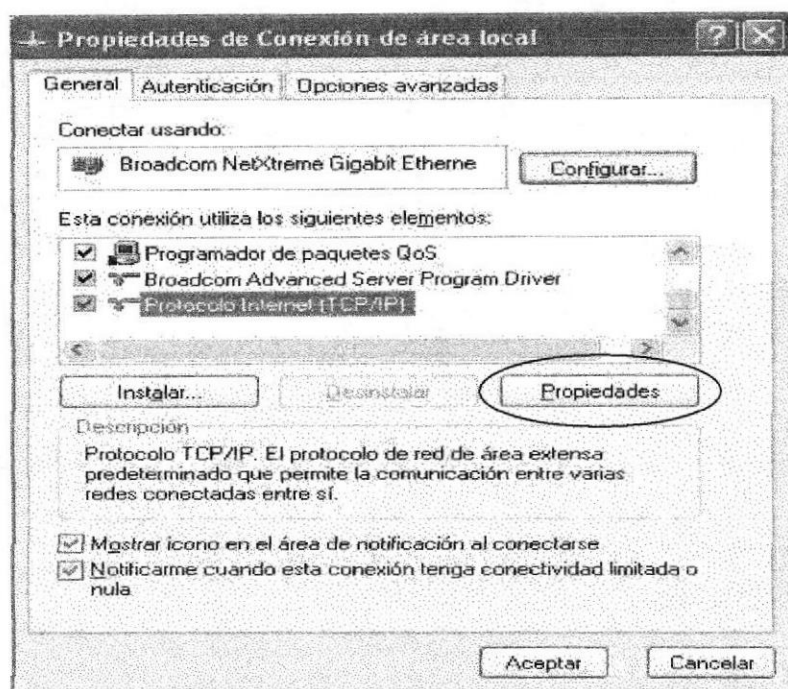 Propiedades de Conexión de área local
General Autenticación Opciones avanzadas
Conectar usando:
Broadcom NetXtreme Gigabit Etherne Configurar...
Esta conexión utiliza los siguientes elementos:
Programador de paquetes QoS
Broadcom Advanced Server Program Driver
Protocolo Internet (TCP/IP)
Instalar... Desinstalar Propiedades
Descripción
Protocolo TCP/IP. El protocolo de red de área extensa
predeterminado que permite la comunicación entre varias
redes conectadas entre sí.
Mostrar icono en el área de notificación al conectarse
Notificarme cuando esta conexión tenga conectividad limitada o
nula
Aceptar Cancelar